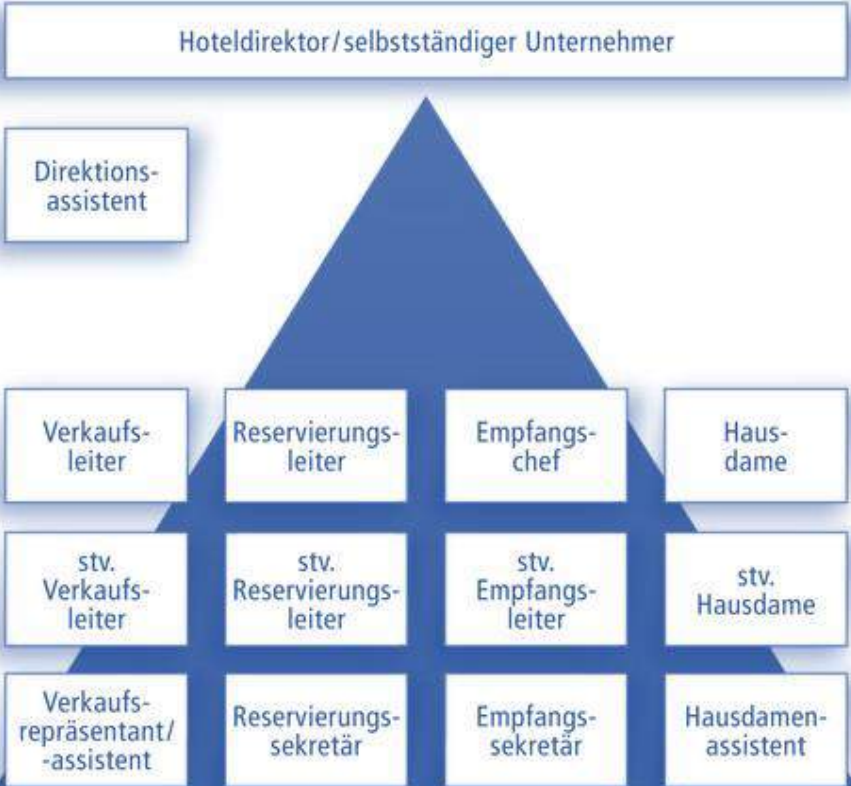 Hoteldirektor/selbstständiger Unternehmer
Direktions-
assistent
Verkaufs-
leiter
Reservierungs-
leiter
Empfangs-
chef
Haus-
dame
stv.
Verkaufs-
leiter
stv.
Reservierungs-
leiter
stv.
Empfangs-
leiter
stv.
Hausdame
Verkaufs-
repräsentant/
-assistent
Reservierungs-
sekretär
Empfangs-
sekretär
Hausdamen-
assistent